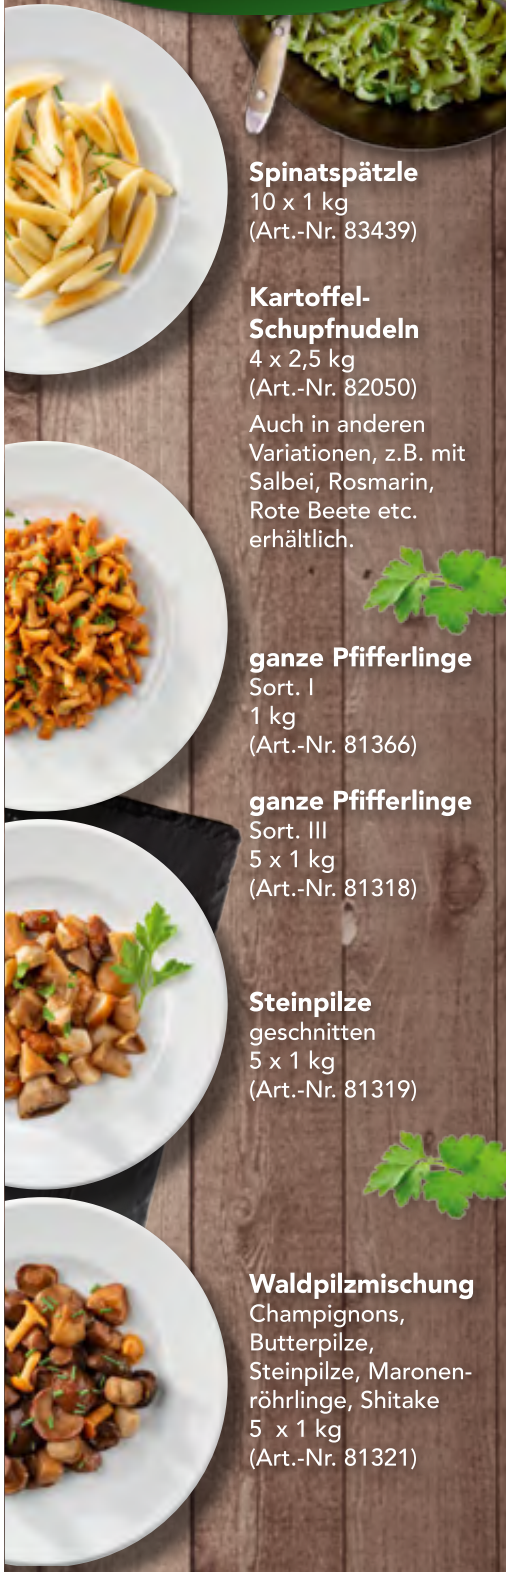 Spinatspätzle
10 x 1 kg
(Art.-Nr. 83439)
Kartoffel-
Schupfnudeln
4 x 2,5 kg
(Art.-Nr. 82050)
Auch in anderen
Variationen, z.B. mit
Salbei, Rosmarin,
Rote Beete etc.
erhältlich.
ganze Pfifferlinge
Sort. I
1 kg
(Art.-Nr. 81366)
ganze Pfifferlinge
Sort. III
5 x 1 kg
(Art.-Nr. 81318)
Steinpilze
geschnitten
5 x 1 kg
(Art.-Nr. 81319)
Waldpilzmischung
Champignons,
Butterpilze,
Steinpilze, Maronen-
röhrlinge, Shitake
5  x 1 kg
(Art.-Nr. 81321)